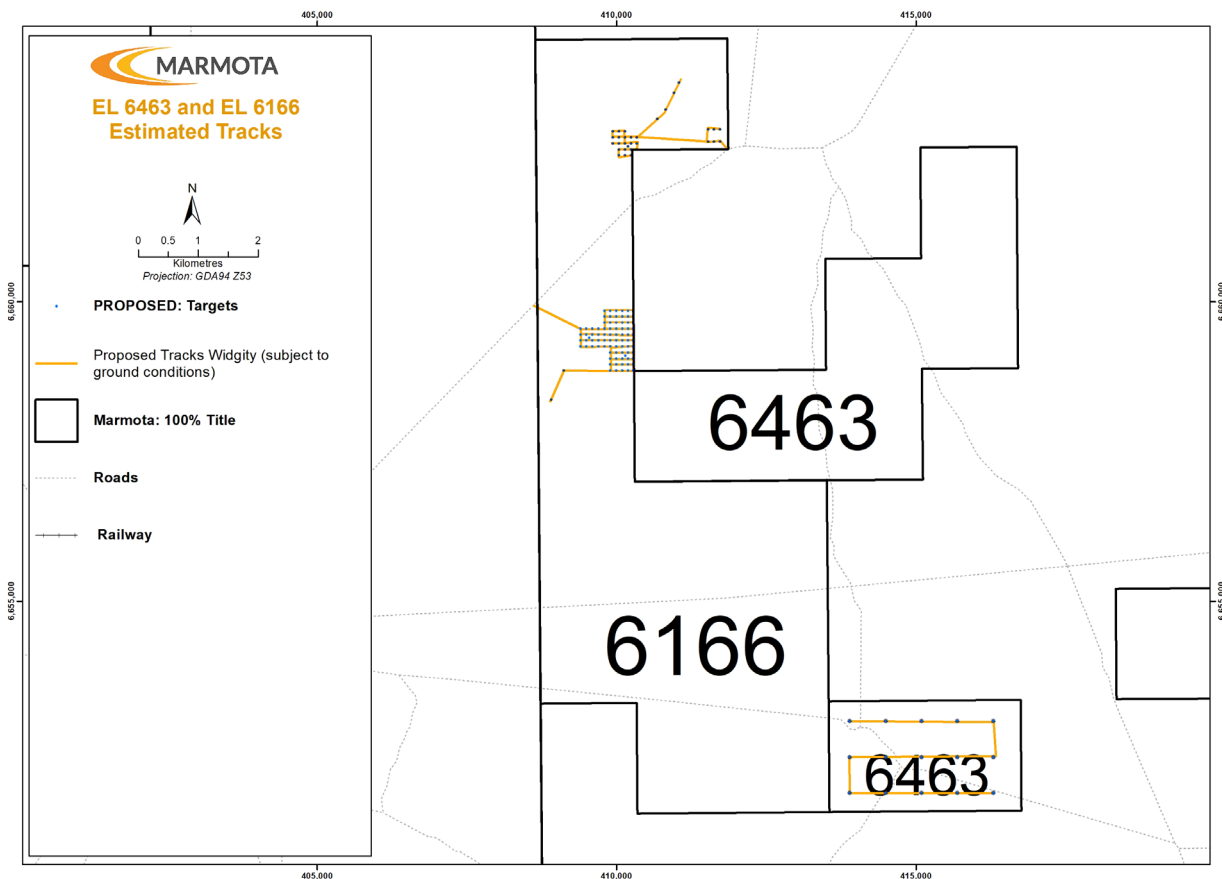 405,000
410,000
415,000
MARMOTA
EL 6463 and EL 6166
Estimated Tracks
N
0 0.5 1 2
Kilometres
Projection: GDA94 Z53
PROPOSED: Targets
Proposed Tracks Widgity (subject to
ground conditions)
Marmota: 100% Title
Roads
Railway
6,660,000
6,660,000
6463
6,655,000
6,655,000
6166
6463
405,000
410,000
415,000